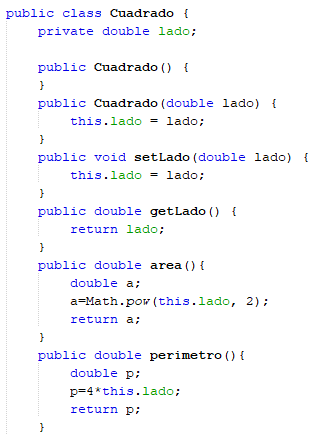 public class Cuadrado {
    private double lado;

    public Cuadrado() {
    }
    public Cuadrado(double lado) {
        this.lado = lado;
    }
    public void setLado(double lado) {
        this.lado = lado;
    }
    public double getLado() {
        return lado;
    }
    public double area(){
        double a;
        a=Math.pow(this.lado, 2);
        return a;
    }
    public double perimetro(){
        double p;
        p=4*this.lado;
        return p;
    }